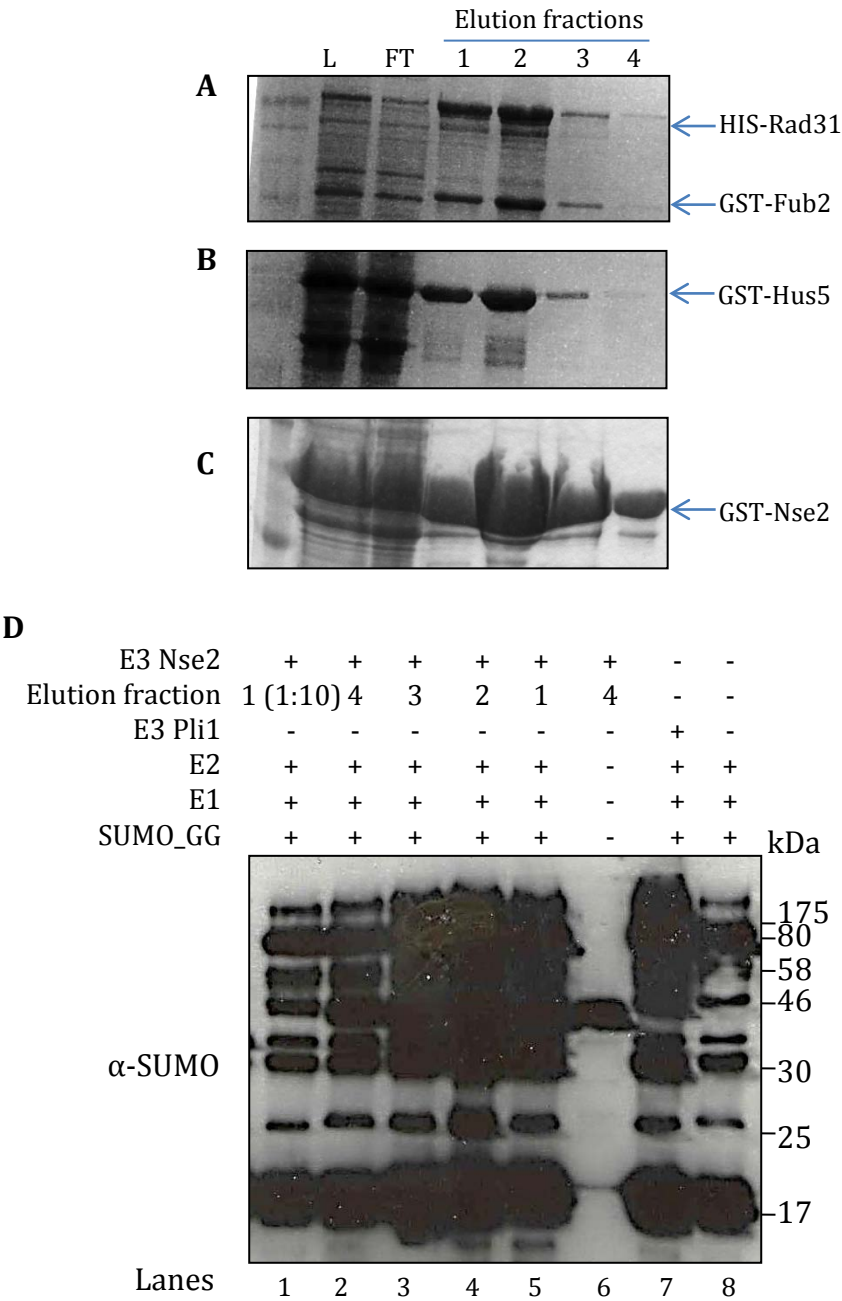 Elution fractions
L FT 1 2 3 4
A
HIS-Rad31
GST-Fub2
B
GST-Hus5
C
GST-Nse2
D
E3 Nse2 + + + + + + - -
Elution fraction 1 (1:10) 4 3 2 1 4 - -
E3 Pli1 - - - - - - + -
E2 + + + + + - + +
E1 + + + + + - + +
SUMO_GG + + + + + - + +
kDa
175
80
58
46
α-SUMO
30
25
17
Lanes 1 2 3 4 5 6 7 8